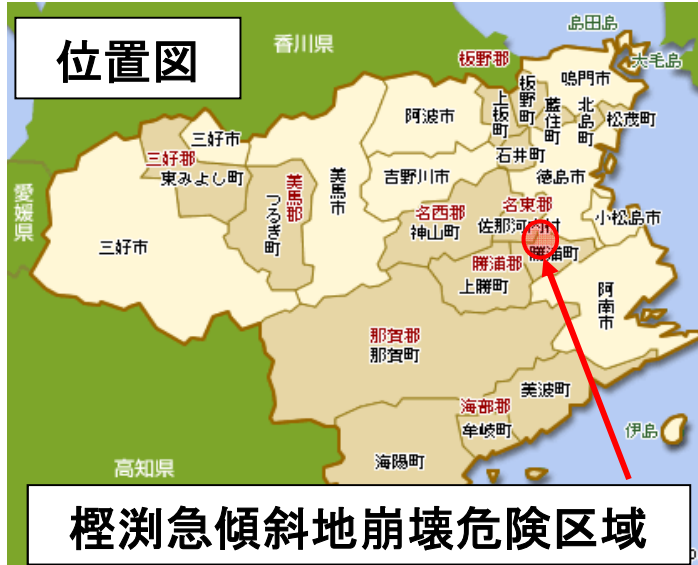 位置図
香川県
島田島
大毛島
板野郡
鳴門市
板野町
上板町
藍住町
北島町
松茂町
阿波市
石井町
三好市
三好郡
東みよし町
美馬郡
つるぎ町
美馬市
吉野川市
徳島市
名西郡
神山町
名東郡
佐那河内村
小松島市
愛媛県
三好市
勝浦郡
勝浦町
上勝町
阿南市
那賀郡
那賀町
美波町
海部郡
牟岐町
伊島
海陽町
高知県
樫渕急傾斜地崩壊危険区域